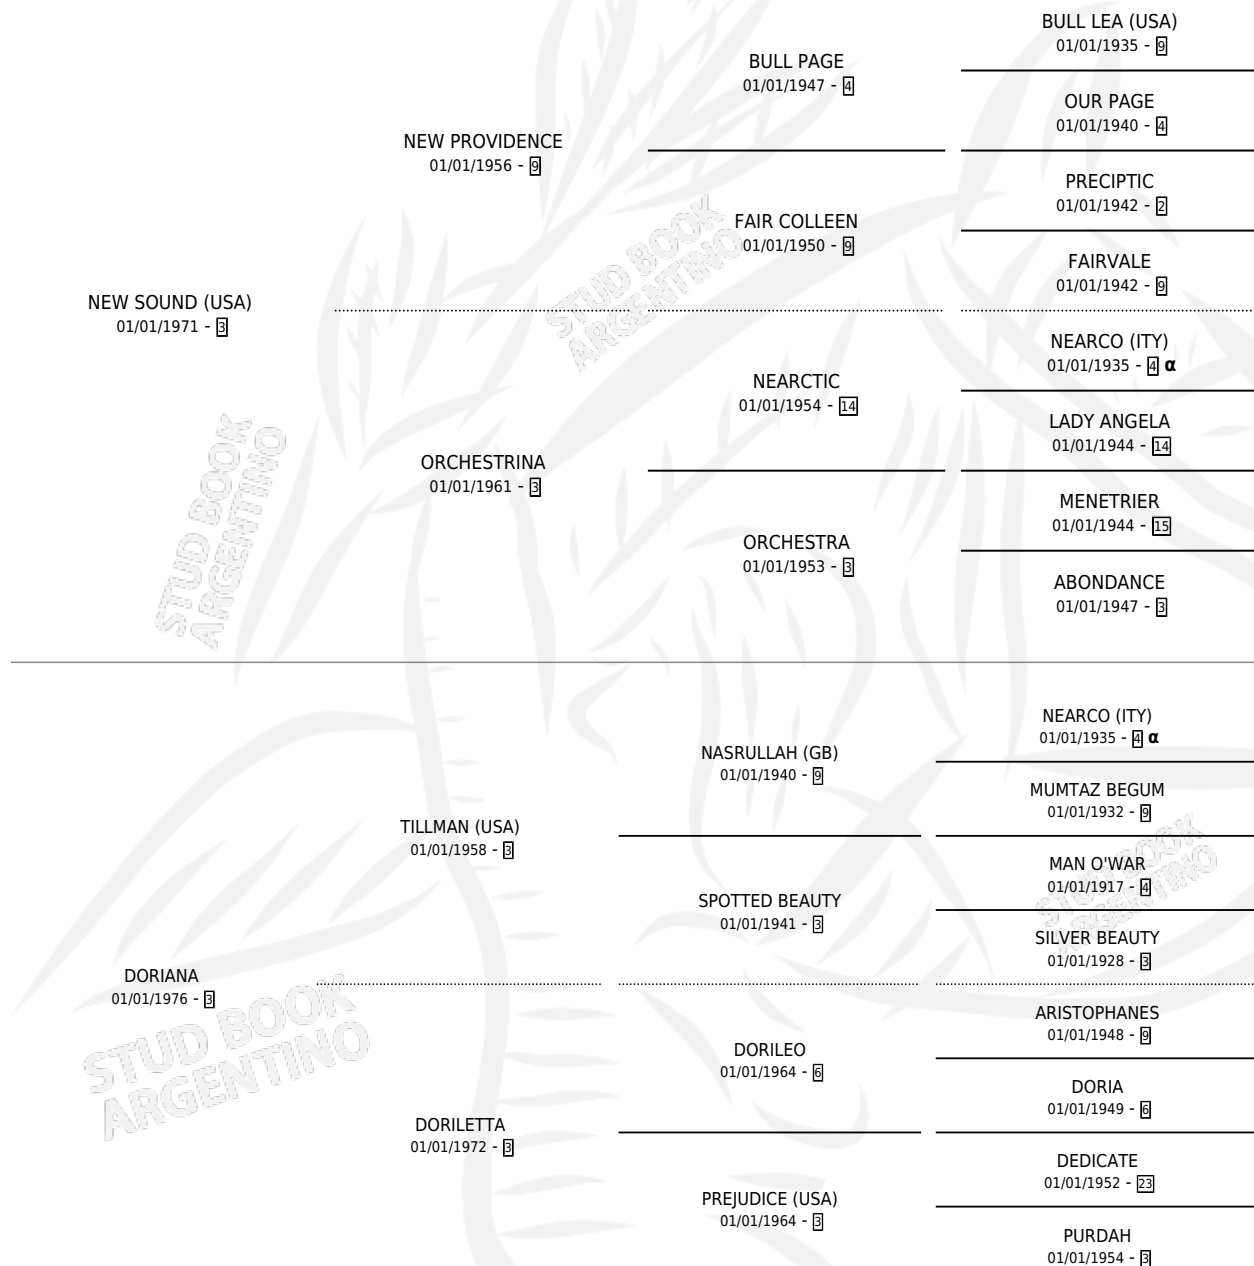 BULL LEA (USA)
01/01/1935 - 9
BULL PAGE
01/01/1947 - 4
OUR PAGE
01/01/1940 - 4
NEW PROVIDENCE
01/01/1956 - 9
PRECIPTIC
01/01/1942 - 2
FAIR COLLEEN
01/01/1950 - 9
FAIRVALE
01/01/1942 - 9
STUD BOOK
ARGENTINO
NEW SOUND (USA)
01/01/1971 - 3
NEARCO (ITY)
01/01/1935 - 4 α
NEARCTIC
01/01/1954 - 14
LADY ANGELA
01/01/1944 - 14
ORCHESTRINA
01/01/1961 - 3
MENETRIER
01/01/1944 - 15
ORCHESTRA
01/01/1953 - 3
ABONDANCE
01/01/1947 - 3
STUD BOOK
ARGENTINO
NEARCO (ITY)
01/01/1935 - 4 α
NASRULLAH (GB)
01/01/1940 - 9
MUMTAZ BEGUM
01/01/1932 - 9
TILLMAN (USA)
01/01/1958 - 3
MAN O'WAR
01/01/1917 - 4
SPOTTED BEAUTY
01/01/1941 - 3
SILVER BEAUTY
01/01/1928 - 3
STUD BOOK
ARGENTINO
DORIANA
01/01/1976 - 3
ARISTOPHANES
01/01/1948 - 9
DORILEO
01/01/1964 - 6
DORIA
01/01/1949 - 6
DORILETTA
01/01/1972 - 3
DEDICATE
01/01/1952 - 23
PREJUDICE (USA)
01/01/1964 - 3
PURDAH
01/01/1954 - 3
STUD BOOK
ARGENTINO